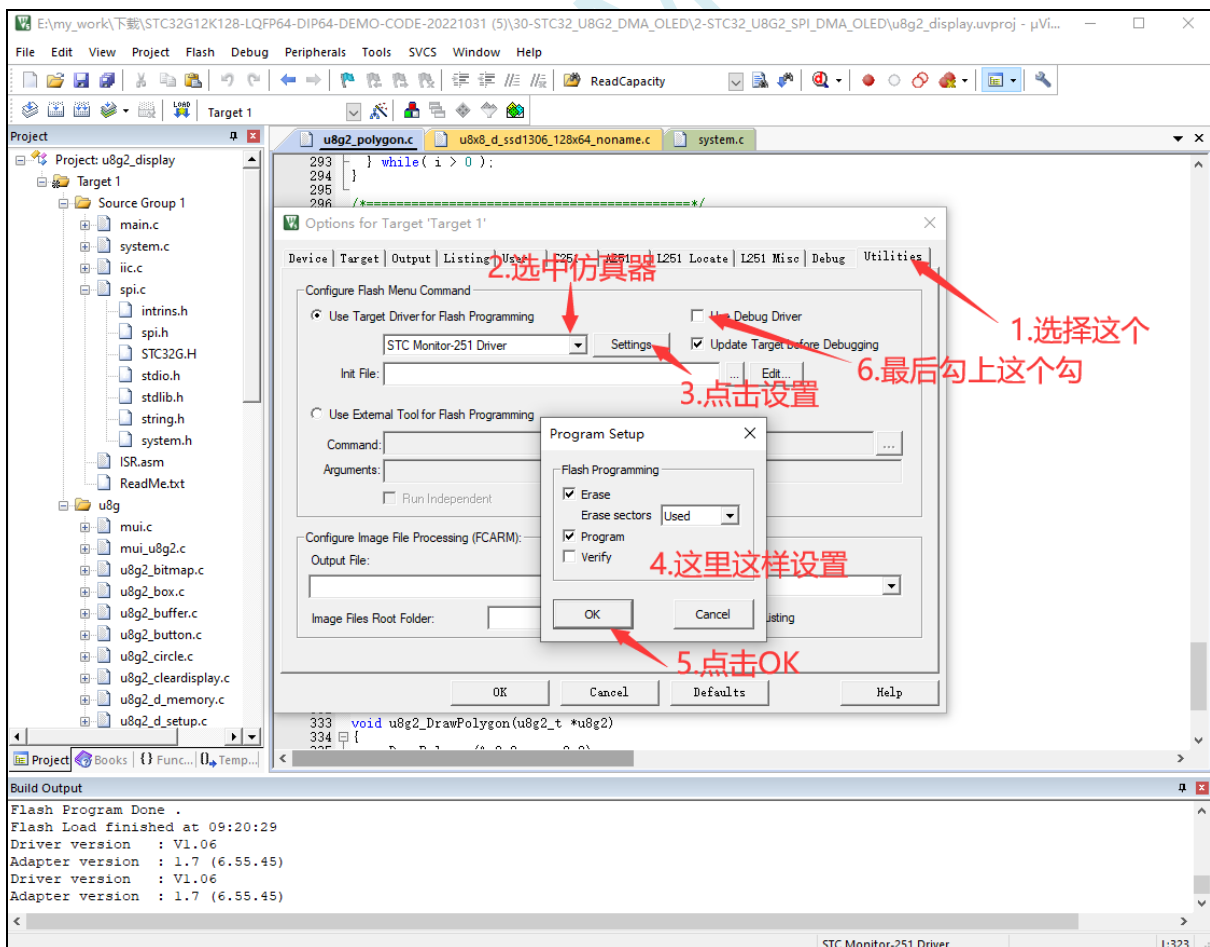 E:\my_work\下载\STC32G12K128-LQFP64-DIP64-DEMO-CODE-20221031 (5)\30-STC32_U8G2_DMA_OLED\2-STC32_U8G2_SPI_DMA_OLED\u8g2_display.uvproj - µVi...
File Edit View Project Flash Debug Peripherals Tools SVCS Window Help
ReadCapacity
LOAD
Target 1
Project
u8g2_polygon.c u8x8_d_ssd1306_128x64_noname.c system.c
Project: u8g2_display
Target 1
Source Group 1
main.c
system.c
iic.c
spi.c
intrins.h
spi.h
STC32G.H
stdio.h
stdlib.h
string.h
system.h
ISR.asm
ReadMe.txt
u8g
mui.c
mui_u8g2.c
u8g2_bitmap.c
u8g2_box.c
u8g2_buffer.c
u8g2_button.c
u8g2_circle.c
u8g2_cleardisplay.c
u8g2_d_memory.c
u8g2_d_setup.c
Project Books {} Func... Temp...
293 } while( i > 0 );
294 }
295
296 /*============================================*/
Options for Target 'Target 1'
Device Target Output Listing User C251 A251 L251 Locate L251 Misc Debug Utilities
2.选中仿真器
Configure Flash Menu Command
Use Target Driver for Flash Programming
Use Debug Driver
1.选择这个
STC Monitor-251 Driver
Settings
Update Target before Debugging
6.最后勾上这个勾
Init File:
...
Edit...
3.点击设置
Use External Tool for Flash Programming
Command:
...
Arguments:
Run Independent
Program Setup
Flash Programming
Erase
Erase sectors Used
Program
Verify
4.这里这样设置
OK Cancel
5.点击OK
Configure Image File Processing (FCARM):
Output File:
Image Files Root Folder:
OK Cancel Defaults Help
333 void u8g2_DrawPolygon(u8g2_t *u8g2)
334 {
Build Output
Flash Program Done .
Flash Load finished at 09:20:29
Driver version : V1.06
Adapter version : 1.7 (6.55.45)
Driver version : V1.06
Adapter version : 1.7 (6.55.45)
STC Monitor-251 Driver
L:323